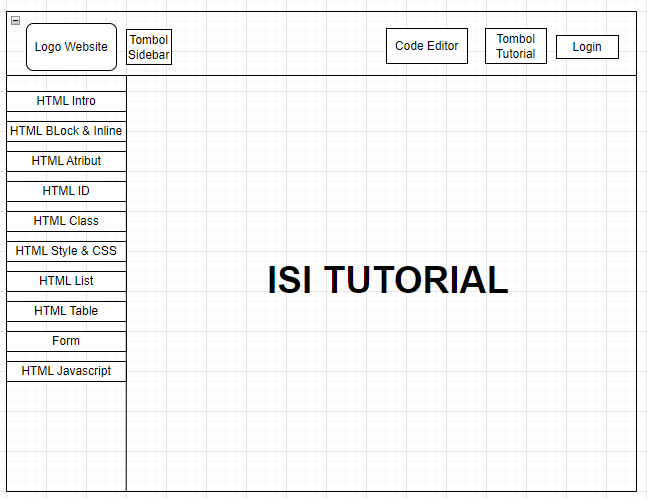 Logo Website
Tombol
Sidebar
Code Editor
Tombol
Tutorial
Login
HTML Intro
HTML BLock & Inline
HTML Atribut
HTML ID
HTML Class
HTML Style & CSS
HTML List
HTML Table
Form
HTML Javascript
ISI TUTORIAL